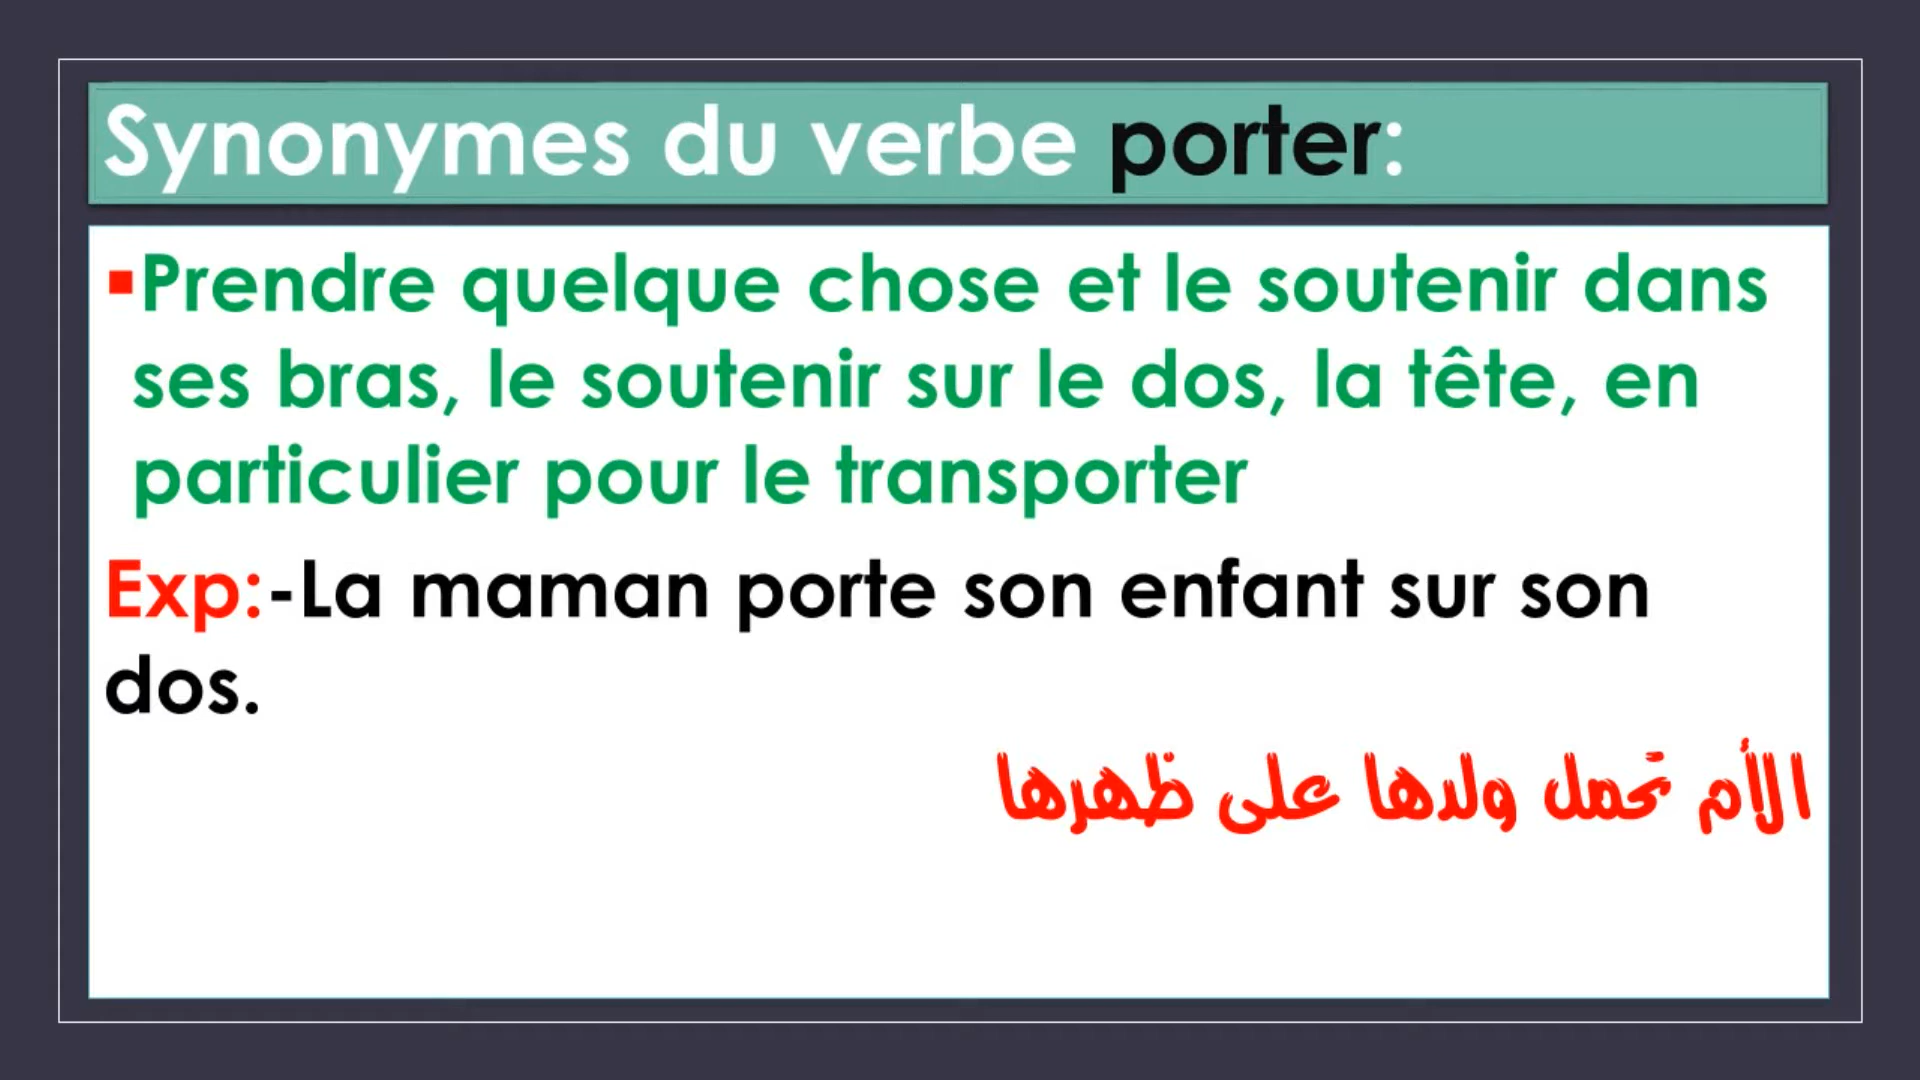 Synonymes du verbe porter:
▪Prendre quelque chose et le soutenir dans
ses bras, le soutenir sur le dos, la tête, en
particulier pour le transporter
Exp:-La maman porte son enfant sur son
dos.
الأم تحمل ولدها على ظهرها